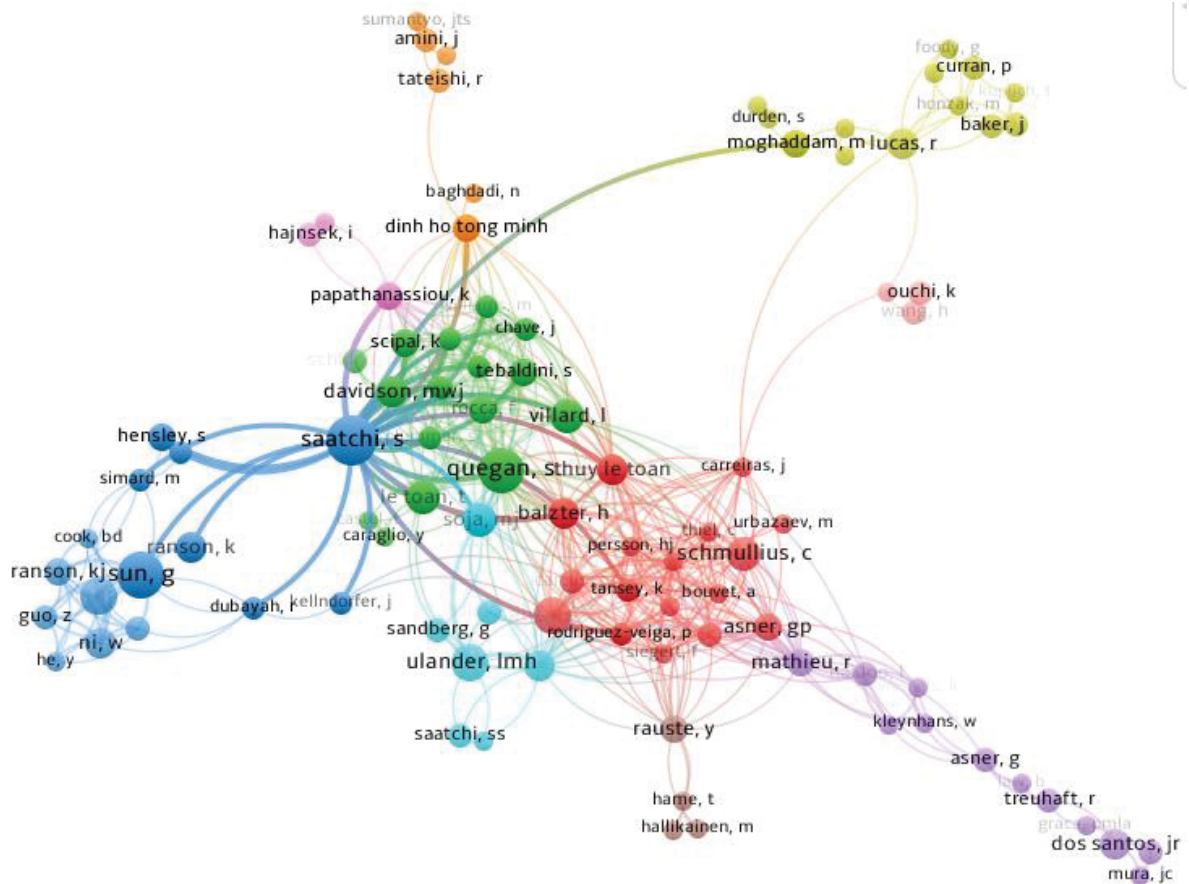 sumantyo, jts
amini, j
tateishi, r
foody, g
curran, p
honzak, m
baker, j
durden, s
moghaddam, m
lucas, r
baghdadi, n
dinh ho tong minh
hajnsek, i
papathanassiou, k
ouchi, k
wang, h
chave, j
scipal, k
tebaldini, s
davidson, mwj
rocca, f
villard, l
hensley, s
saatchi, s
simard, m
quegan, s
thuy le toan
carreiras, j
le toan, t
soja, mj
balzter, h
caraglio, y
urbazaev, m
thiel, c
cook, bd
ranson, k
persson, hj
schmullius, c
ranson, kj
sun, g
tansey, k
bouvet, a
guo, z
dubayah, r
kellndorfer, j
ni, w
sandberg, g
rodriguez-veiga, p
asner, gp
siegert, f
he, y
ulander, lmh
mathieu, r
kleynhans, w
saatchi, ss
rauste, y
asner, g
hame, t
treuhaft, r
hallikainen, m
dos santos, jr
mura, jc